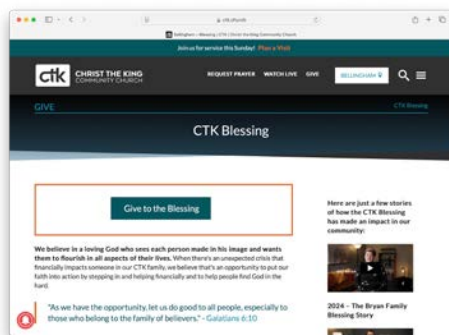 ctk.church
Bellingham – Blessing | CTK | Christ the King Community Church
Join us for service this Sunday! Plan a Visit
ctk CHRIST THE KING
COMMUNITY CHURCH
REQUEST PRAYER WATCH LIVE GIVE BELLINGHAM
GIVE
CTK Blessing
CTK Blessing
Give to the Blessing
We believe in a loving God who sees each person made in his image and wants
them to flourish in all aspects of their lives. When there's an unexpected crisis that
financially impacts someone in our CTK family, we believe that's an opportunity to put our
faith into action by stepping in and helping financially and to help people find God in the
hard.
"As we have the opportunity, let us do good to all people, especially to
those who belong to the family of believers." - Galatians 6:10
Here are just a few stories
of how the CTK Blessing
has made an impact in our
community:
2024 – The Bryan Family
Blessing Story